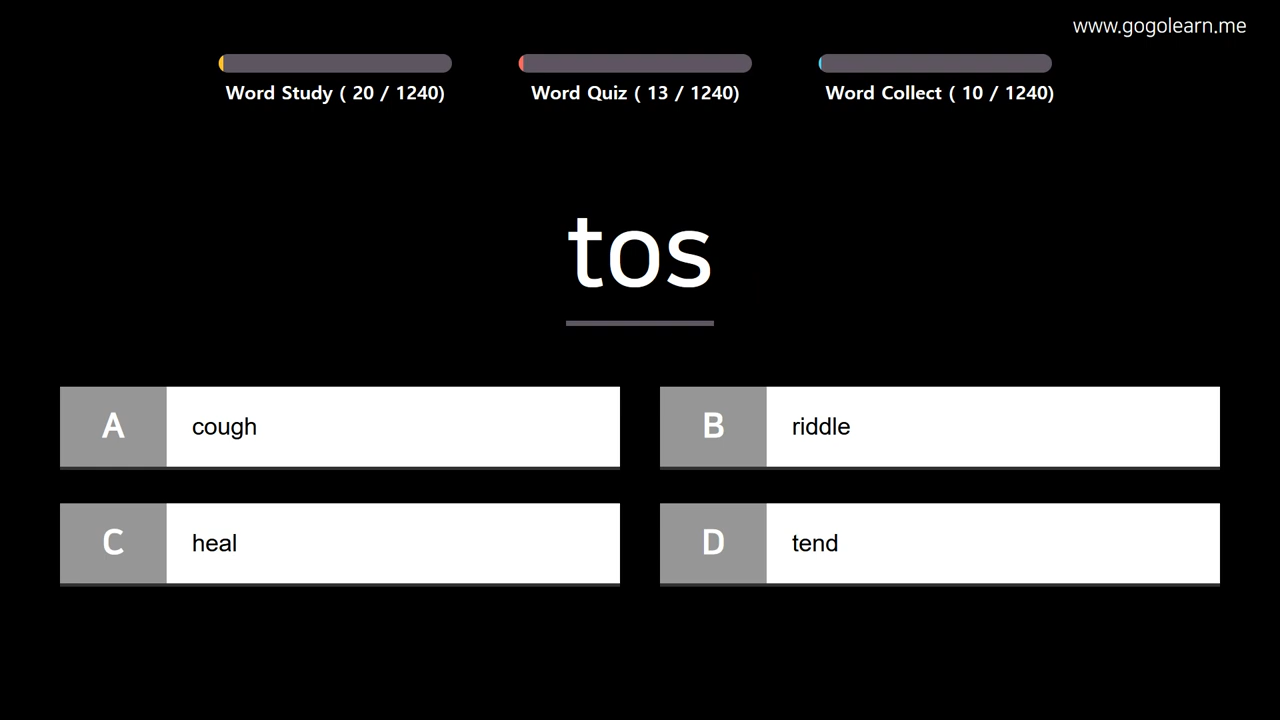 www.gogolearn.me
Word Study ( 20 / 1240)
Word Quiz ( 13 / 1240)
Word Collect ( 10 / 1240)
tos
A cough
B riddle
C heal
D tend